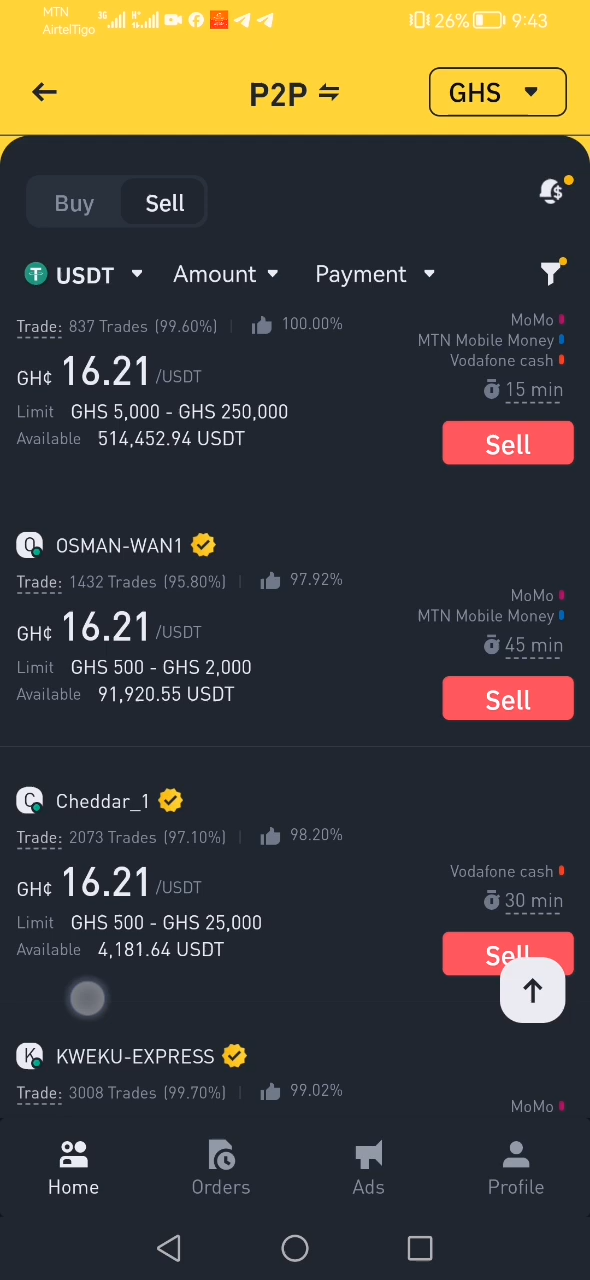 MTN
AirtelTigo
3G
H+
26%
9:43
P2P
GHS
Buy
Sell
USDT
Amount
Payment
Trade: 837 Trades (99.60%) | 100.00%
MoMo
MTN Mobile Money
Vodafone cash
GH¢ 16.21 /USDT
15 min
Limit GHS 5,000 - GHS 250,000
Available 514,452.94 USDT
Sell
O OSMAN-WAN1
Trade: 1432 Trades (95.80%) | 97.92%
MoMo
MTN Mobile Money
GH¢ 16.21 /USDT
45 min
Limit GHS 500 - GHS 2,000
Available 91,920.55 USDT
Sell
C Cheddar_1
Trade: 2073 Trades (97.10%) | 98.20%
Vodafone cash
GH¢ 16.21 /USDT
30 min
Limit GHS 500 - GHS 25,000
Available 4,181.64 USDT
Sell
K KWEKU-EXPRESS
Trade: 3008 Trades (99.70%) | 99.02%
MoMo
Home
Orders
Ads
Profile